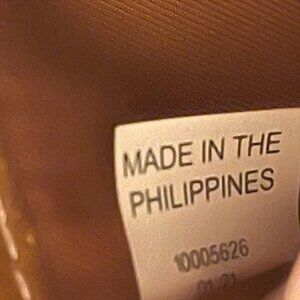 MADE IN THE
PHILIPPINES
10005626
01-21